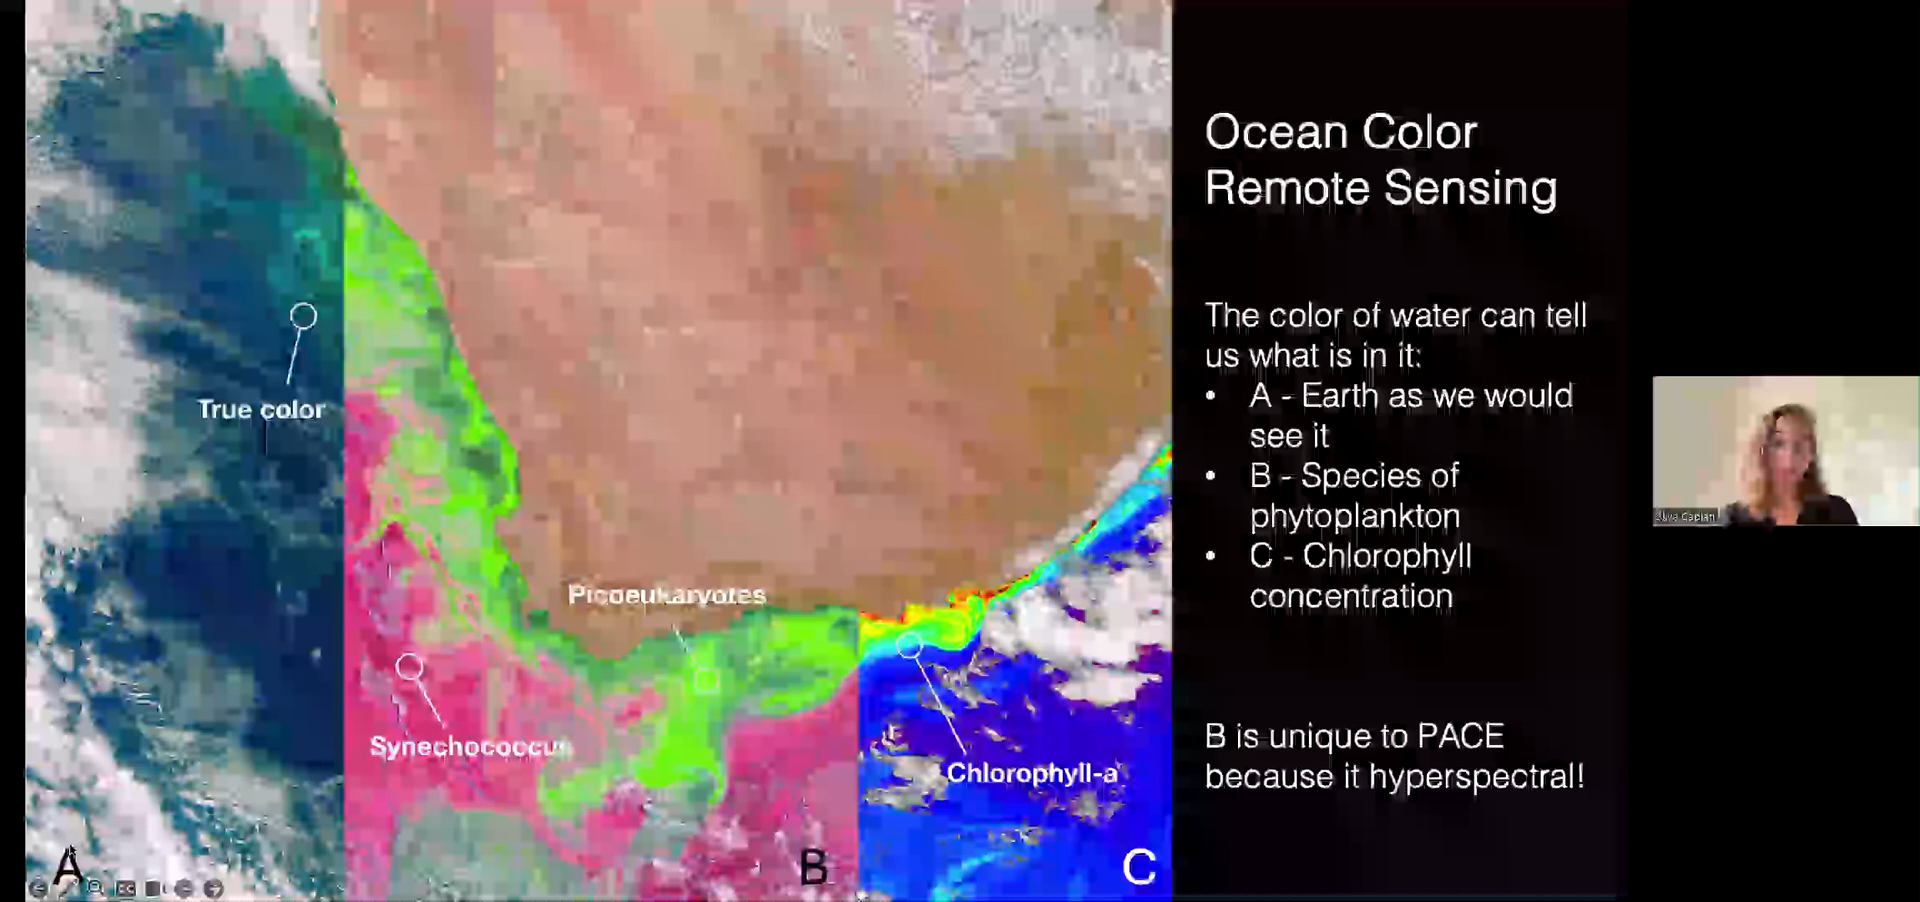 Ocean Color
Remote Sensing
The color of water can tell
us what is in it:
• A - Earth as we would
see it
• B - Species of
phytoplankton
• C - Chlorophyll
concentration
B is unique to PACE
because it hyperspectral!
True color
Picoeukaryotes
Synechococcus
Chlorophyll-a
A
B
C